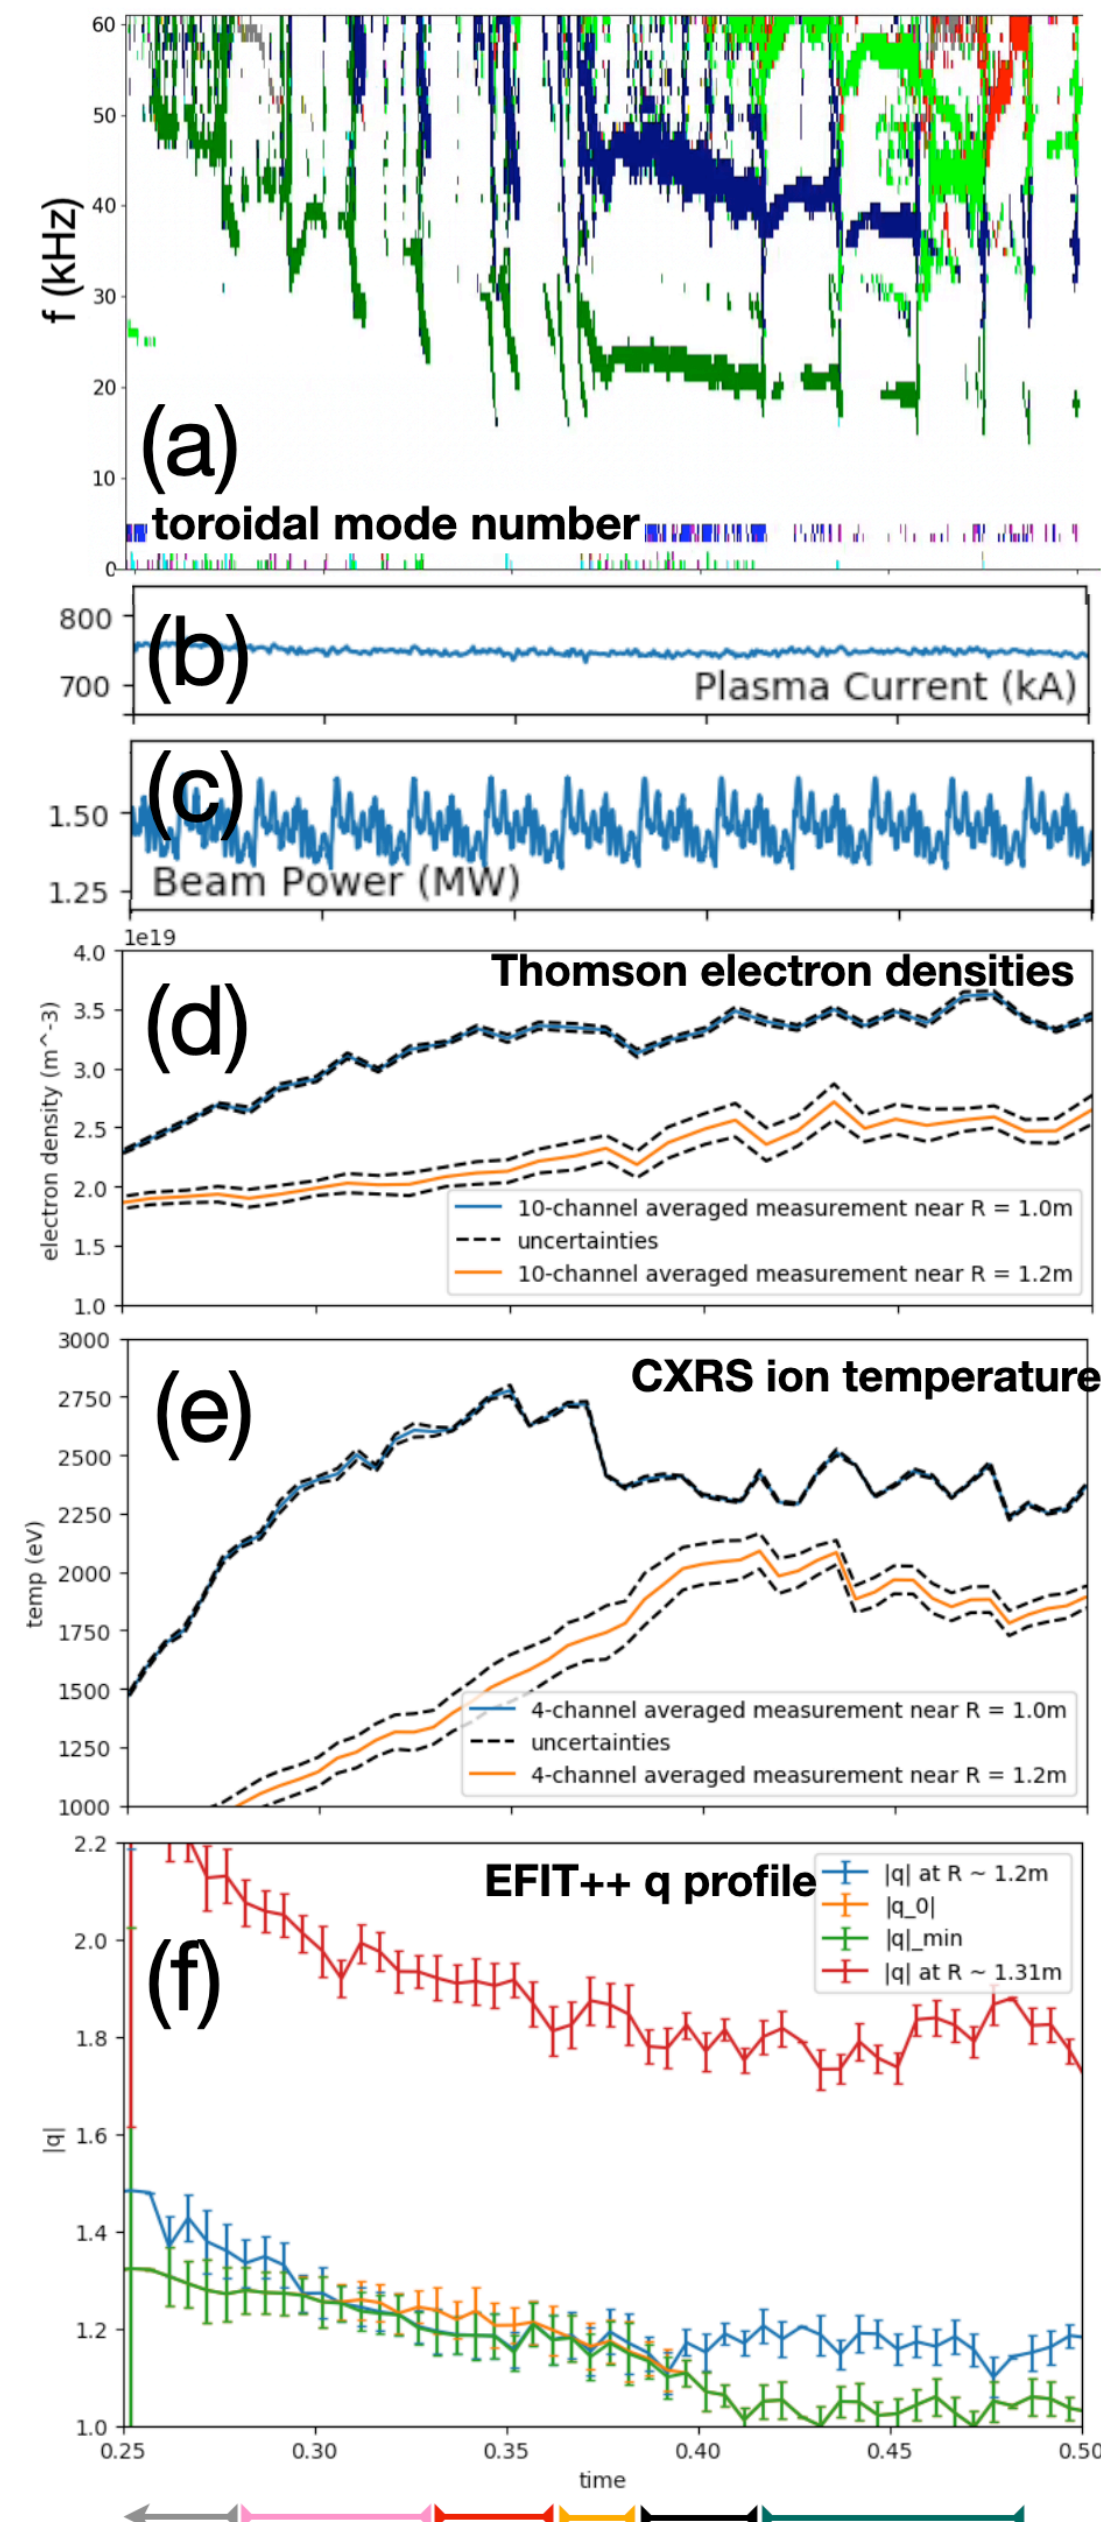 60
50
40
30
20
10
0
f (kHz)
(a)
toroidal mode number
800
700
(b)
Plasma Current (kA)
1.50
1.25
(c)
Beam Power (MW)
1e19
4.0
3.5
3.0
2.5
2.0
1.5
1.0
electron density (m^-3)
(d)
Thomson electron densities
10-channel averaged measurement near R = 1.0m
uncertainties
10-channel averaged measurement near R = 1.2m
3000
2750
2500
2250
2000
1750
1500
1250
1000
temp (eV)
(e)
CXRS ion temperature
4-channel averaged measurement near R = 1.0m
uncertainties
4-channel averaged measurement near R = 1.2m
2.2
2.0
1.8
1.6
1.4
1.2
1.0
|q|
(f)
EFIT++ q profile
|q| at R ~ 1.2m
|q_0|
|q|_min
|q| at R ~ 1.31m
0.25 0.30 0.35 0.40 0.45 0.50
time